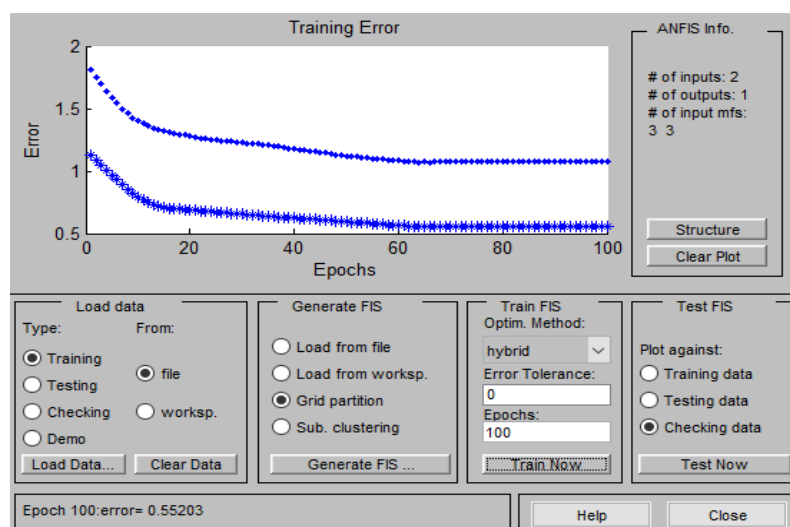 Training Error
2
1.5
1
0.5
Error
0
20
40
60
80
100
Epochs
ANFIS Info.
# of inputs: 2
# of outputs: 1
# of input mfs:
3 3
Structure
Clear Plot
Load data
Type:
From:
Training
Testing
Checking
Demo
file
worksp.
Load Data...
Clear Data
Generate FIS
Load from file
Load from worksp.
Grid partition
Sub. clustering
Generate FIS ...
Train FIS
Optim. Method:
hybrid
Error Tolerance:
0
Epochs:
100
Train Now
Test FIS
Plot against:
Training data
Testing data
Checking data
Test Now
Epoch 100:error= 0.55203
Help
Close